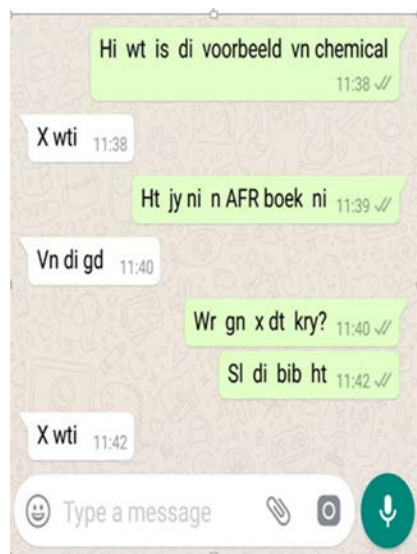 Hi wt is di voorbeeld vn chemical
11:38
X wti 11:38
Ht jy ni n AFR boek ni 11:39
Vn di gd 11:40
Wr gn x dt kry? 11:40
Sl di bib ht 11:42
X wti 11:42
Type a message